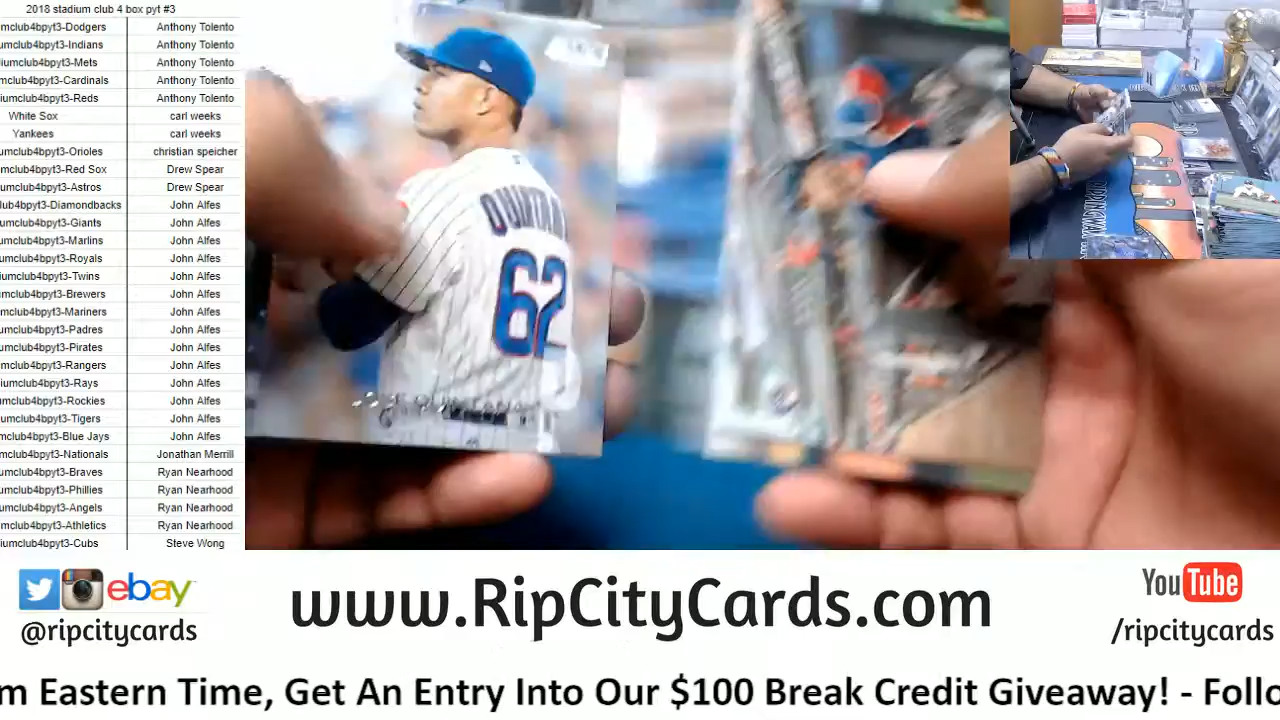 2018 stadium club 4 box pyt #3
umclub4bpyt3-Dodgers Anthony Tolento
umclub4bpyt3-Indians Anthony Tolento
iumclub4bpyt3-Mets Anthony Tolento
mclub4bpyt3-Cardinals Anthony Tolento
iumclub4bpyt3-Reds Anthony Tolento
White Sox carl weeks
Yankees carl weeks
umclub4bpyt3-Orioles christian speicher
mclub4bpyt3-Red Sox Drew Spear
umclub4bpyt3-Astros Drew Spear
lub4bpyt3-Diamondbacks John Alfes
umclub4bpyt3-Giants John Alfes
umclub4bpyt3-Marlins John Alfes
umclub4bpyt3-Royals John Alfes
iumclub4bpyt3-Twins John Alfes
mclub4bpyt3-Brewers John Alfes
mclub4bpyt3-Mariners John Alfes
umclub4bpyt3-Padres John Alfes
umclub4bpyt3-Pirates John Alfes
mclub4bpyt3-Rangers John Alfes
iumclub4bpyt3-Rays John Alfes
mclub4bpyt3-Rockies John Alfes
umclub4bpyt3-Tigers John Alfes
mclub4bpyt3-Blue Jays John Alfes
mclub4bpyt3-Nationals Jonathan Merrill
umclub4bpyt3-Braves Ryan Nearhood
umclub4bpyt3-Phillies Ryan Nearhood
umclub4bpyt3-Angels Ryan Nearhood
mclub4bpyt3-Athletics Ryan Nearhood
iumclub4bpyt3-Cubs Steve Wong
62
ebay
@ripcitycards
www.RipCityCards.com
YouTube
/ripcitycards
m Eastern Time, Get An Entry Into Our $100 Break Credit Giveaway! - Follo